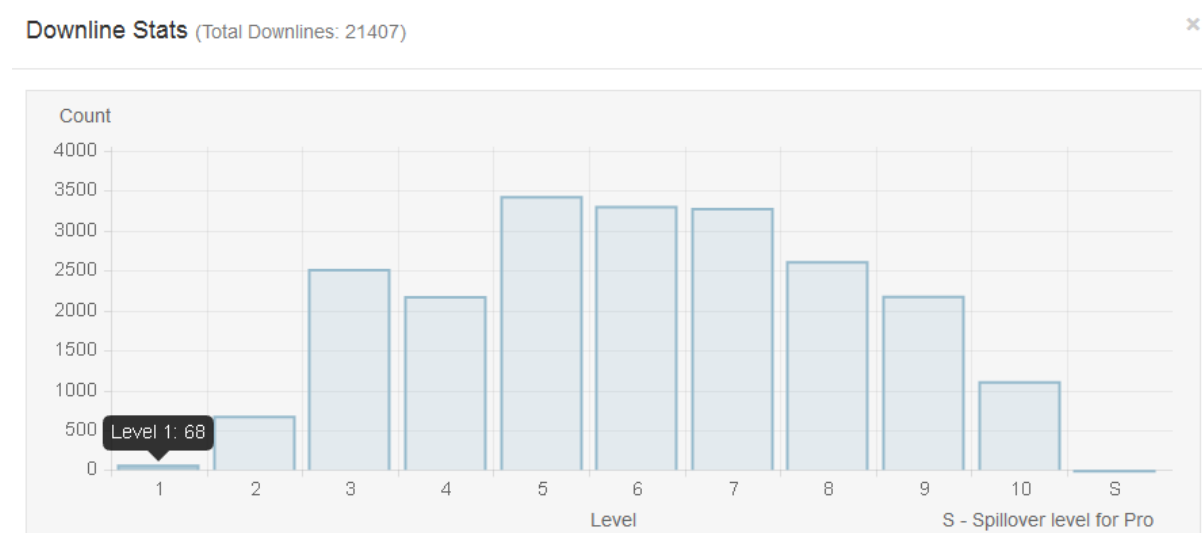 Downline Stats (Total Downlines: 21407)
×
Count
4000
3500
3000
2500
2000
1500
1000
500
0
Level 1: 68
1 2 3 4 5 6 7 8 9 10 S
Level
S - Spillover level for Pro